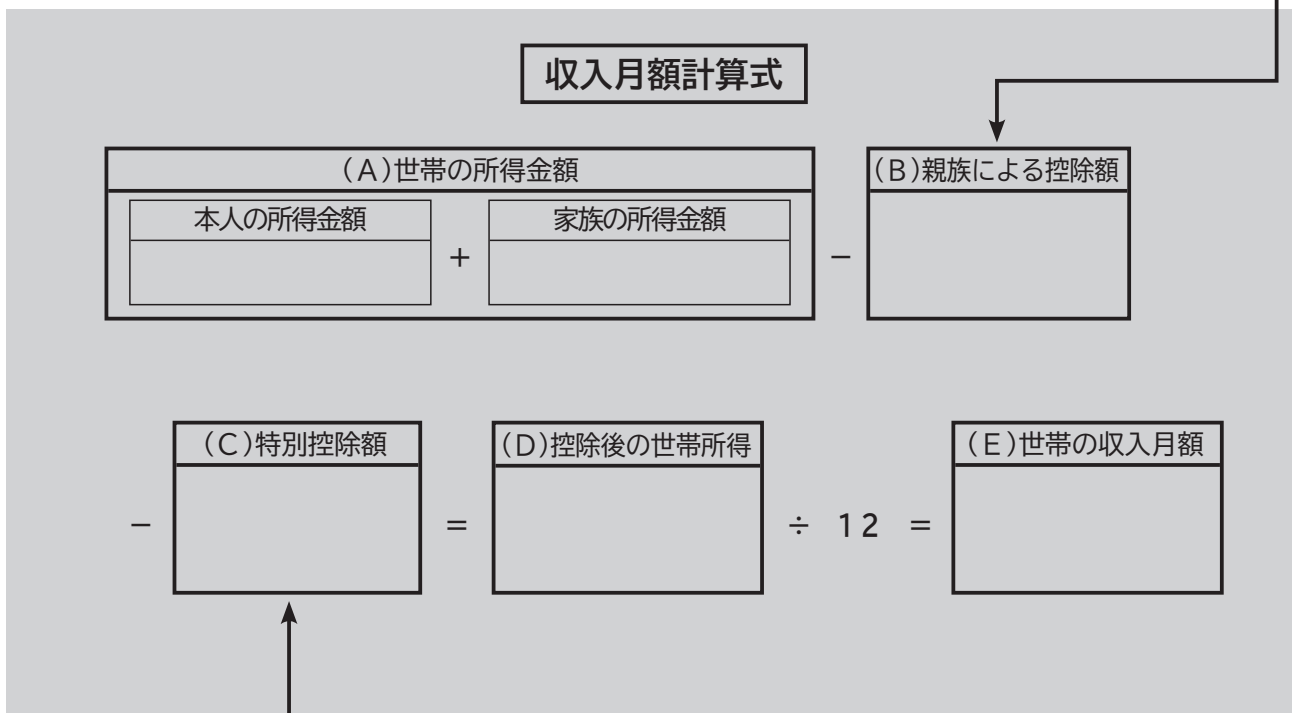 収入月額計算式
（A）世帯の所得金額
（B）親族による控除額
本人の所得金額
+
家族の所得金額
−
（C）特別控除額
（D）控除後の世帯所得
（E）世帯の収入月額
−
=
÷ 12 =